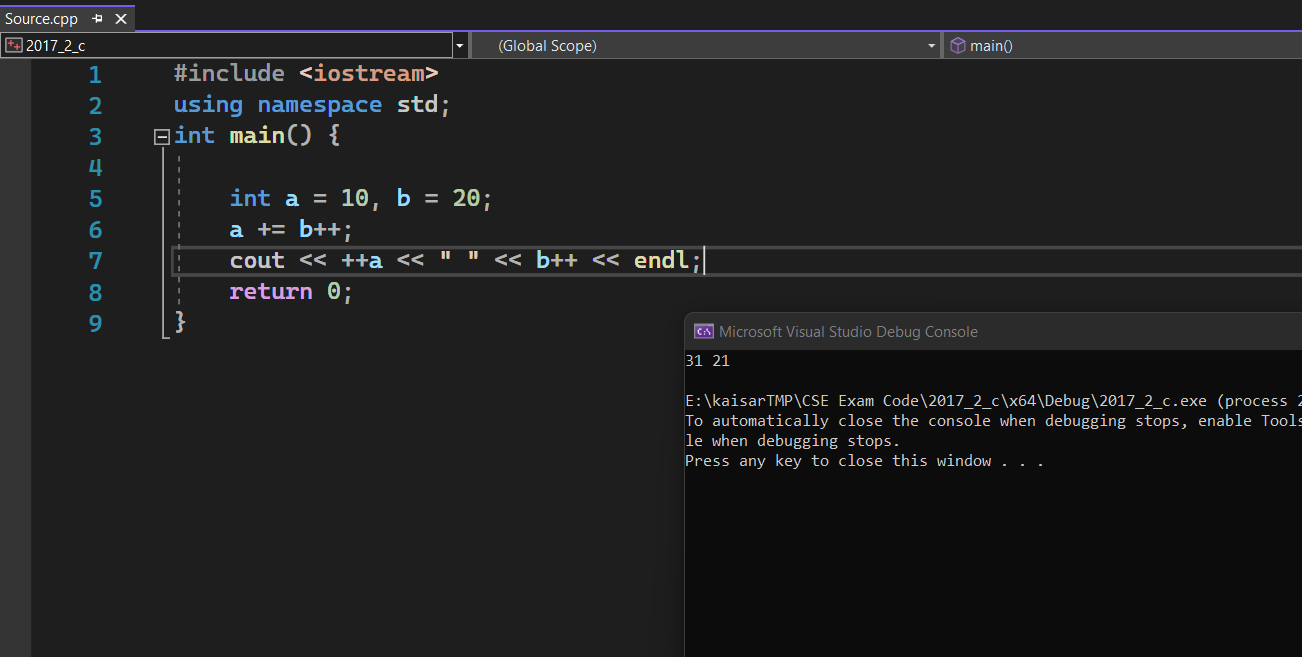 Source.cpp
2017_2_c (Global Scope) main()
1 #include <iostream>
2 using namespace std;
3 int main() {
4
5 int a = 10, b = 20;
6 a += b++;
7 cout << ++a << " " << b++ << endl;
8 return 0;
9 }
Microsoft Visual Studio Debug Console
31 21
E:\kaisarTMP\CSE Exam Code\2017_2_c\x64\Debug\2017_2_c.exe (process 2
To automatically close the console when debugging stops, enable Tools
le when debugging stops.
Press any key to close this window . . .